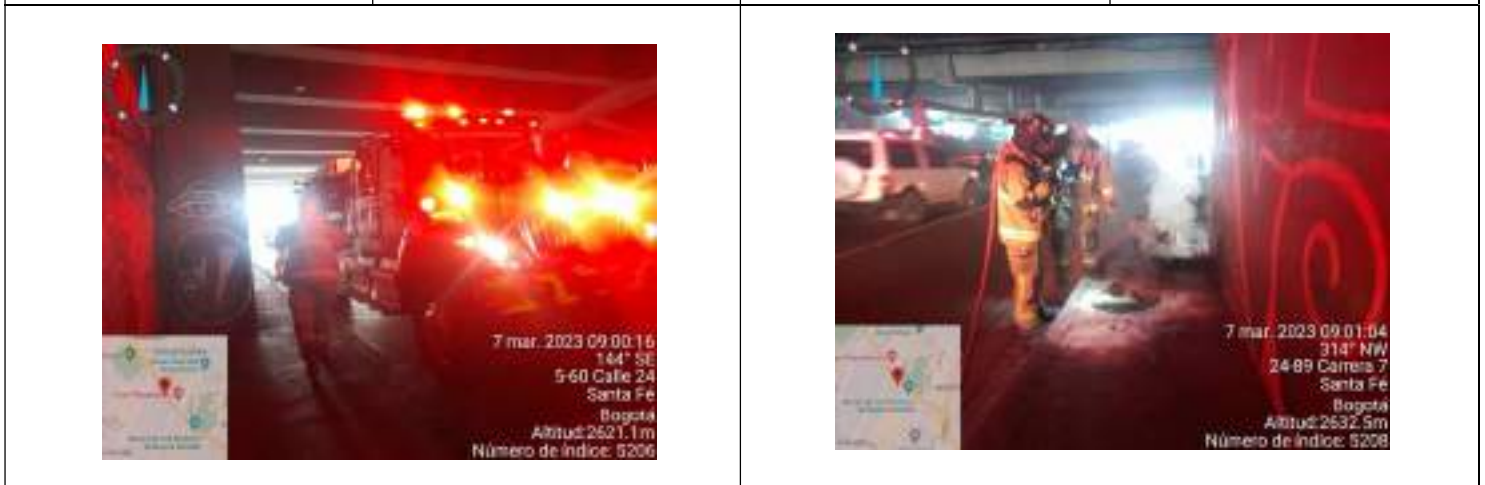 7 mar. 2023 09:00:16
144° SE
5-60 Calle 24
Santa Fé
Bogotá
Altitud:2621.1m
Número de índice: 5206
7 mar. 2023 09:01:04
314° NW
24-89 Carrera 7
Santa Fé
Bogotá
Altitud:2632.5m
Número de índice: 5208